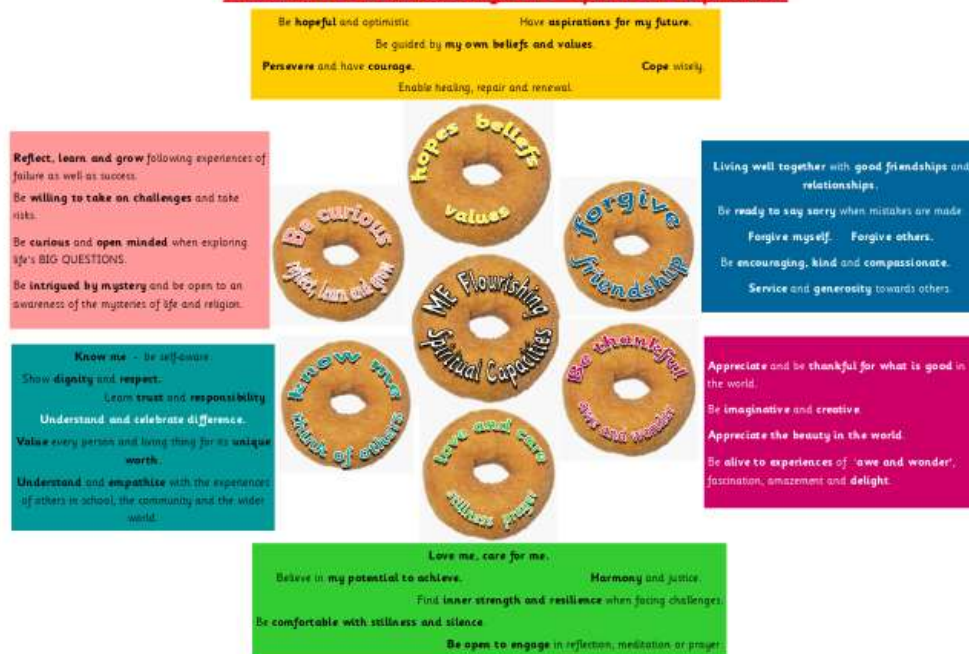 Be hopeful and optimistic. Have aspirations for my future.
Be guided by my own beliefs and values.
Persevere and have courage. Cope wisely.
Enable healing, repair and renewal.
hopes beliefs
values
Reflect, learn and grow following experiences of
failure as well as success.
Be willing to take on challenges and take
risks.
Be curious and open minded when exploring
life's BIG QUESTIONS.
Be intrigued by mystery and be open to an
awareness of the mysteries of life and religion.
Be curious
reflect, learn and grow
forgive
friendship
Living well together with good friendships and
relationships.
Be ready to say sorry when mistakes are made
Forgive myself. Forgive others.
Be encouraging, kind and compassionate.
Service and generosity towards others.
ME Flourishing
Spiritual Capacities
Know me - be self-aware.
Show dignity and respect.
Learn trust and responsibility
Understand and celebrate difference.
Value every person and living thing for its unique
worth.
Understand and empathise with the experiences
of others in school, the community and the wider
world.
know me
think of others
Be thankful!
awe and wonder
Appreciate and be thankful for what is good in
the world.
Be imaginative and creative.
Appreciate the beauty in the world.
Be alive to experiences of 'awe and wonder',
fascination, amazement and delight.
love and care
stillness prayer
Love me, care for me.
Believe in my potential to achieve. Harmony and justice.
Find inner strength and resilience when facing challenges.
Be comfortable with stillness and silence.
Be open to engage in reflection, meditation or prayer